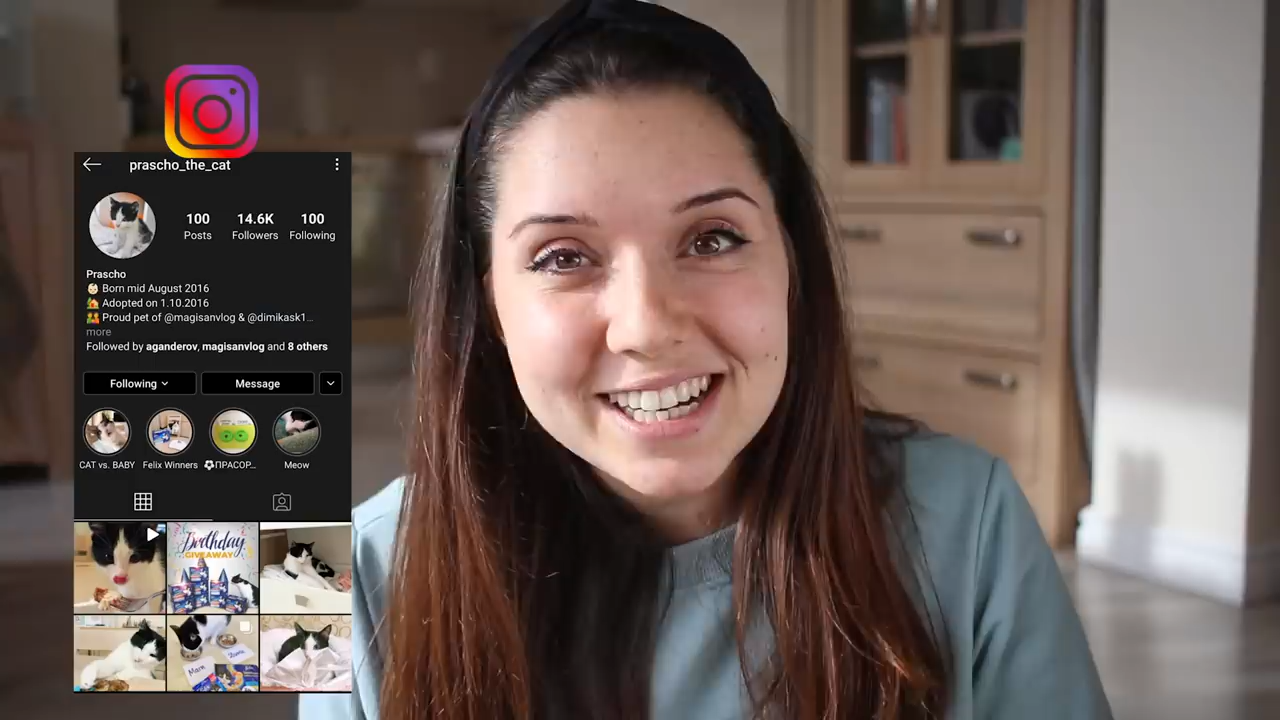 prascho_the_cat
100 14.6K 100
Posts Followers Following
Prascho
Born mid August 2016
Adopted on 1.10.2016
Proud pet of @magisanvlog & @dimikask1…
more
Followed by aganderov, magisanvlog and 8 others
Following Message
CAT vs. BABY Felix Winners ⚽ПРАСОР... Meow
Birthday
GIVEAWAY